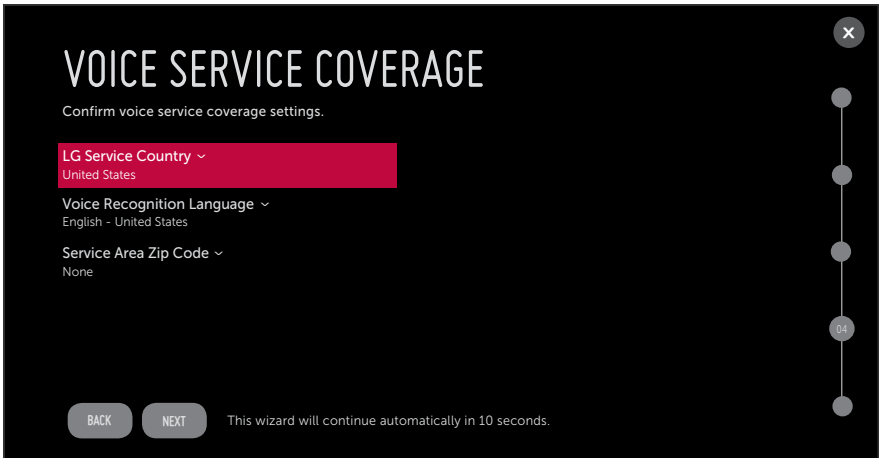 VOICE SERVICE COVERAGE
Confirm voice service coverage settings.
LG Service Country
United States
Voice Recognition Language
English - United States
Service Area Zip Code
None
04
BACK NEXT This wizard will continue automatically in 10 seconds.